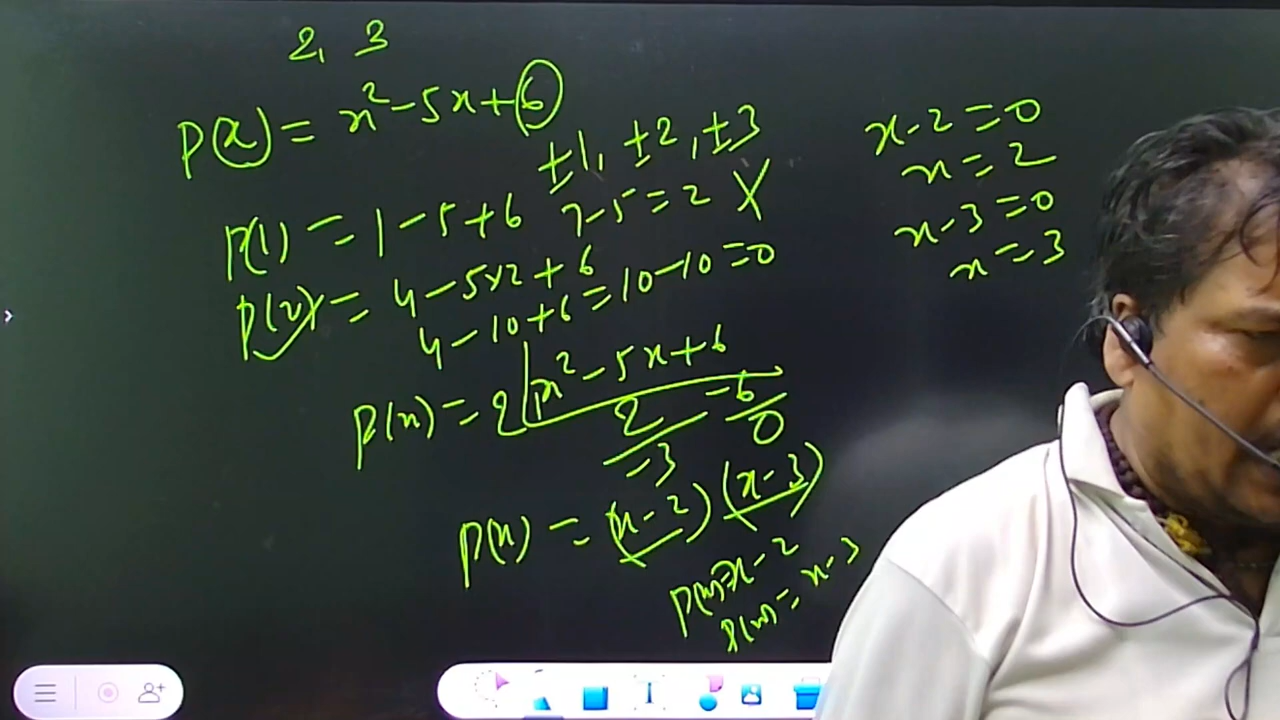 2, 3
P(x) = x² - 5x + 6
±1, ±2, ±3
P(1) = 1 - 5 + 6 7 - 5 = 2 X
P(2) = 4 - 5×2 + 6
4 - 10 + 6 = 10 - 10 = 0
P(x) = 2 | x² - 5x + 6
2 -6
-3 0
P(x) = (x-2) (x-3)
P(x) = x - 2
P(x) = x - 3
x - 2 = 0
x = 2
x - 3 = 0
x = 3